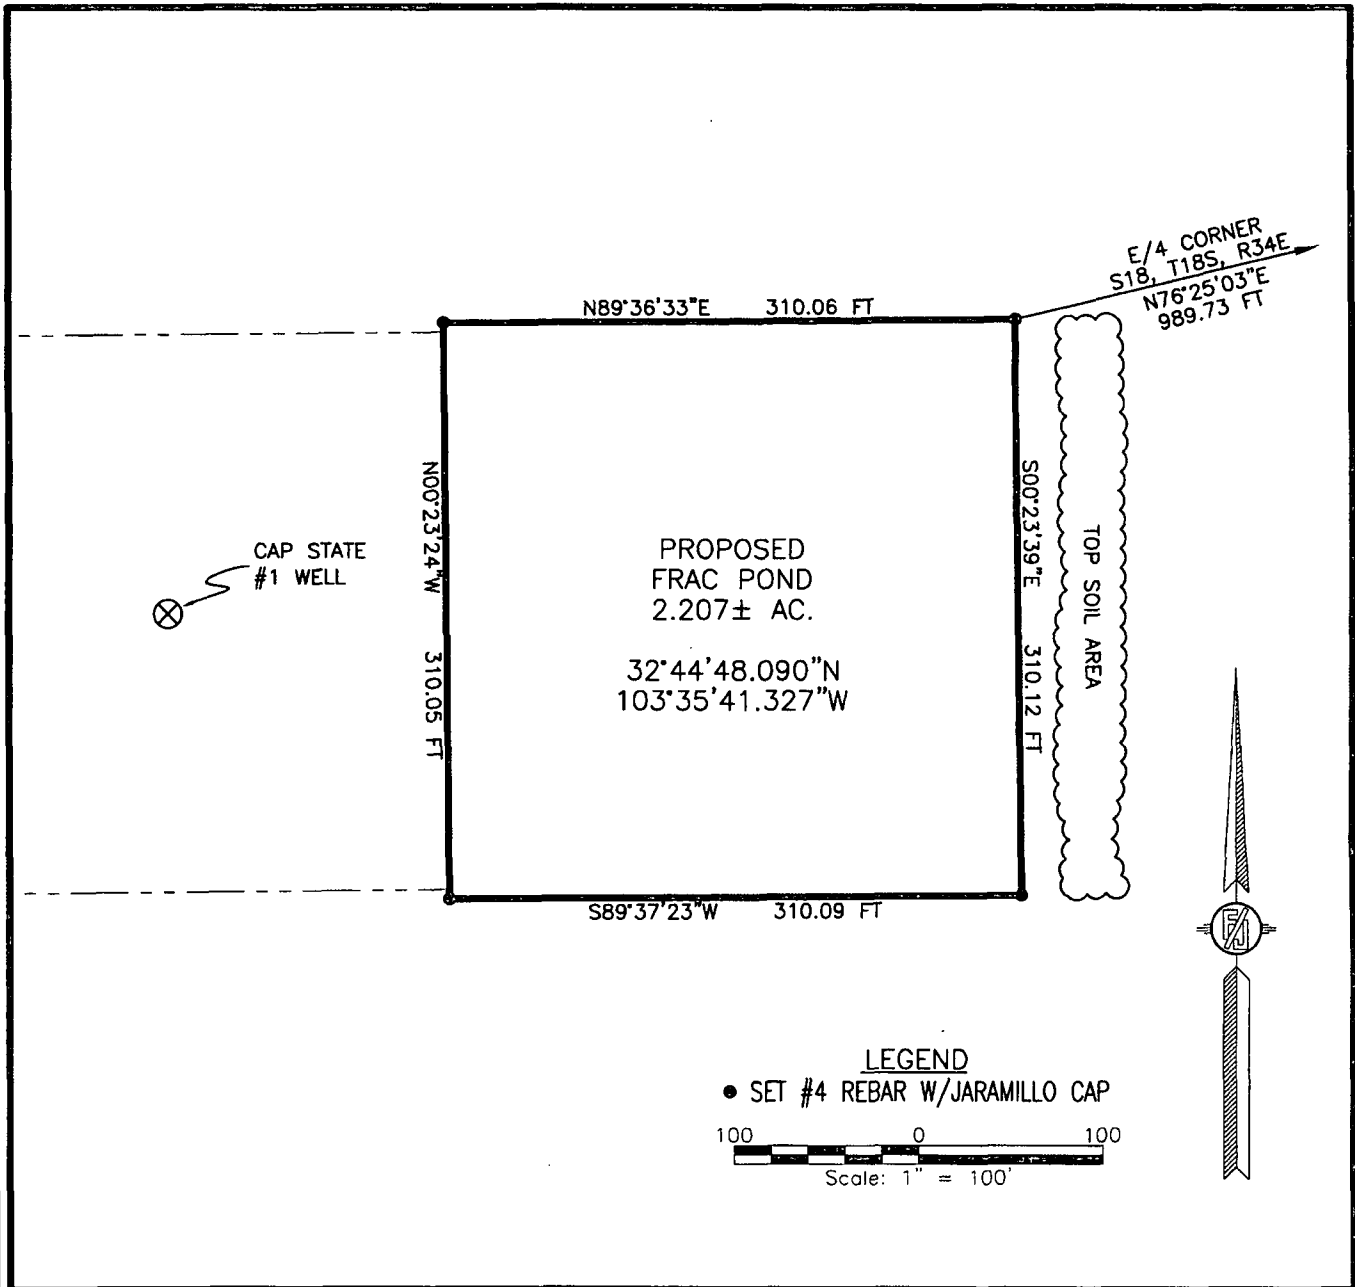 E/4 CORNER
S18, T18S, R34E
N76°25'03"E
989.73 FT
N89°36'33"E 310.06 FT
N00°23'24"W 310.05 FT
S00°23'39"E 310.12 FT
TOP SOIL AREA
CAP STATE
#1 WELL
PROPOSED
FRAC POND
2.207± AC.
32°44'48.090"N
103°35'41.327"W
S89°37'23"W 310.09 FT
LEGEND
SET #4 REBAR W/JARAMILLO CAP
100 0 100
Scale: 1" = 100'